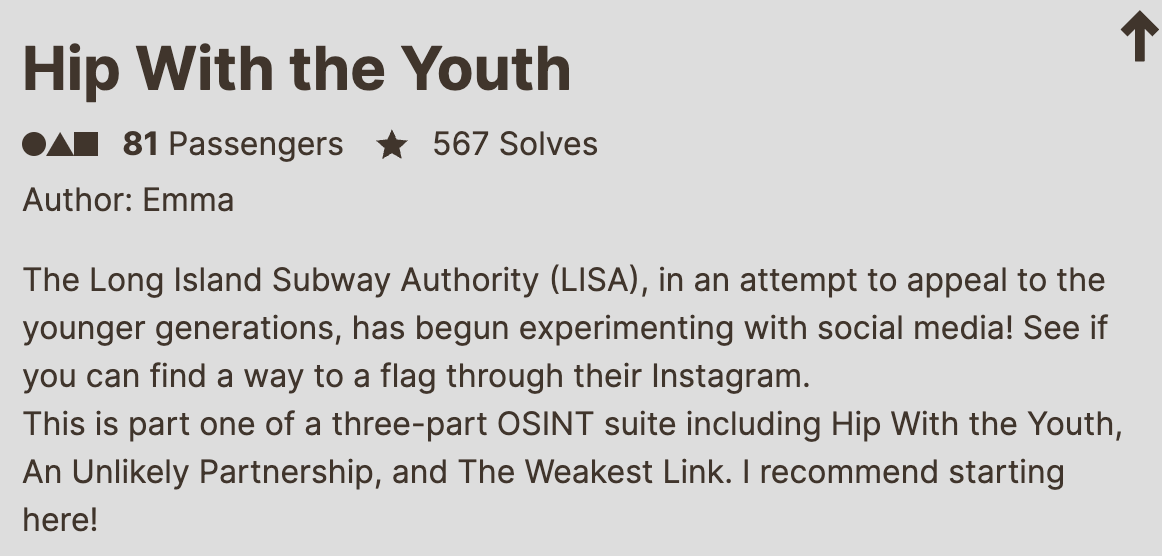 Hip With the Youth
81 Passengers 567 Solves
Author: Emma
The Long Island Subway Authority (LISA), in an attempt to appeal to the
younger generations, has begun experimenting with social media! See if
you can find a way to a flag through their Instagram.
This is part one of a three-part OSINT suite including Hip With the Youth,
An Unlikely Partnership, and The Weakest Link. I recommend starting
here!